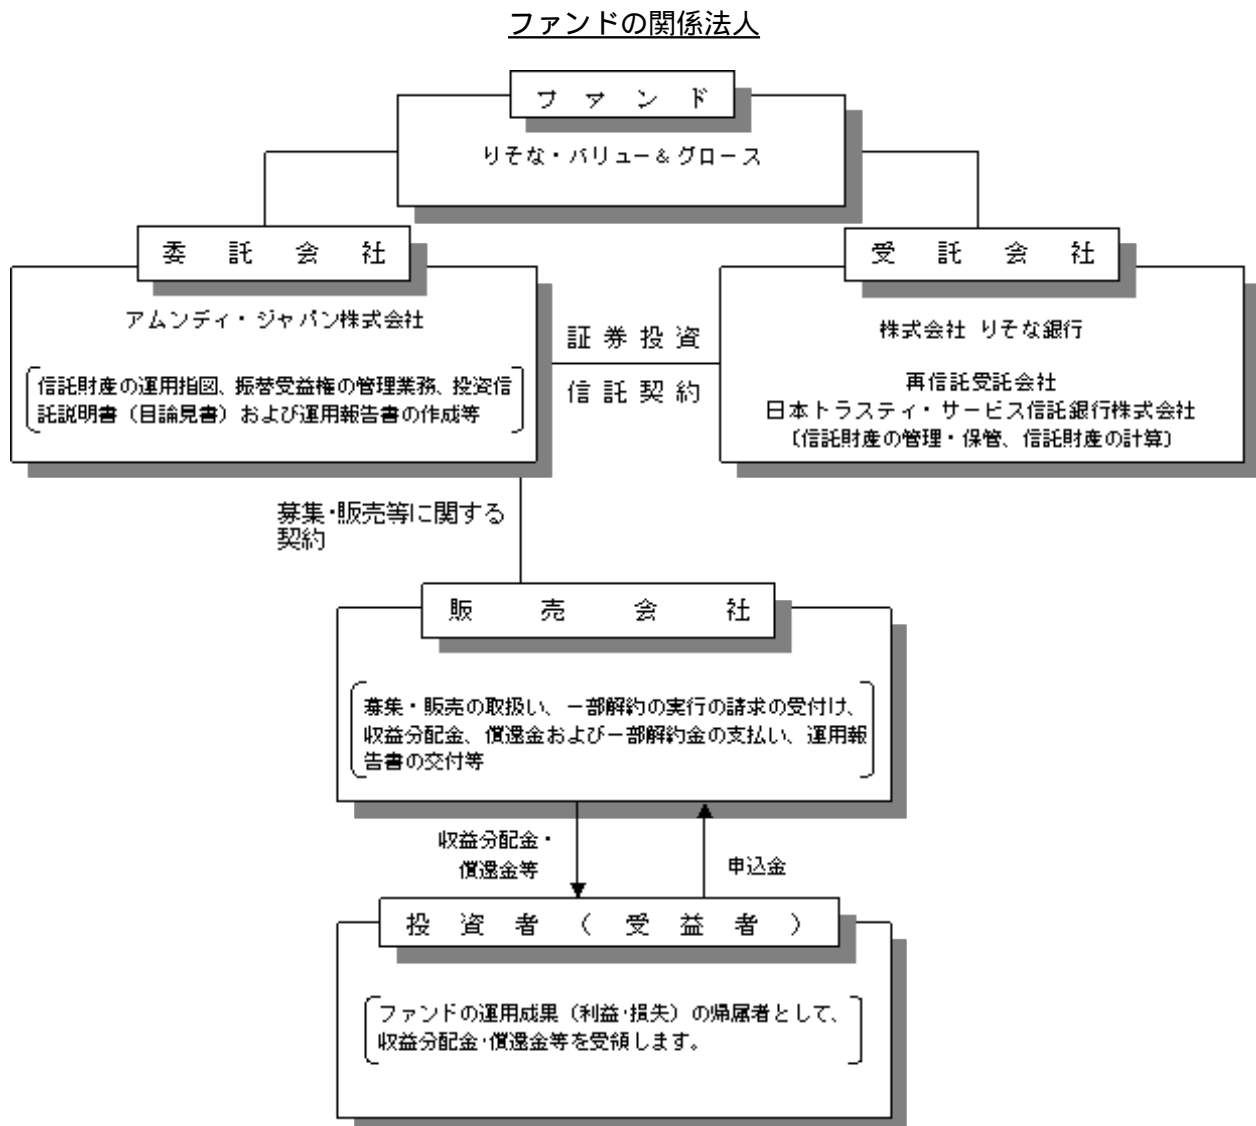 ファンドの関係法人
ファンド
りそな・バリュー＆グロース
委託会社
受託会社
アムンディ・ジャパン株式会社
信託財産の運用指図、振替受益権の管理業務、投資信
託説明書（目論見書）および運用報告書の作成等
証券投資
信託契約
株式会社 りそな銀行
再信託受託会社
日本トラスティ・サービス信託銀行株式会社
〔信託財産の管理・保管、信託財産の計算〕
募集・販売等に関する
契約
販売会社
募集・販売の取扱い、一部解約の実行の請求の受付け、
収益分配金、償還金および一部解約金の支払い、運用報
告書の交付等
収益分配金・
償還金等
申込金
投資者（受益者）
ファンドの運用成果（利益・損失）の帰属者として、
収益分配金・償還金等を受領します。